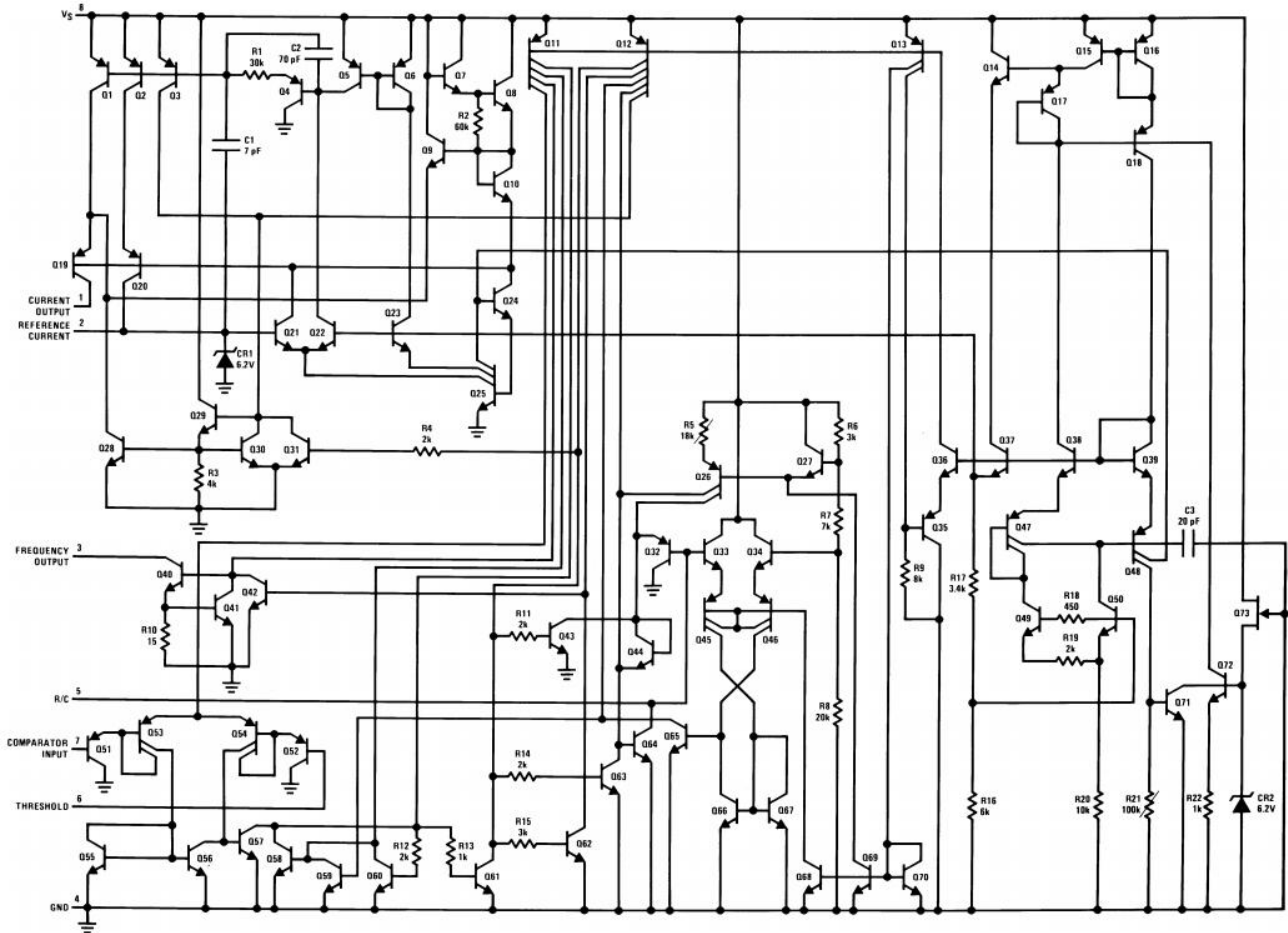 VS 8
Q11
Q12
Q13
C2
70 pF
R1
30k
Q5
Q6
Q7
Q15
Q16
Q14
Q1
Q2
Q3
Q4
Q8
Q17
R2
60k
C1
7 pF
Q9
Q18
Q10
Q19
Q20
CURRENT
OUTPUT 1
REFERENCE
CURRENT 2
Q21
Q22
Q23
Q24
CR1
6.2V
Q25
Q29
R4
2k
R5
18k
R6
3k
Q28
Q30
Q31
Q27
Q36
Q37
Q38
Q39
R3
4k
Q26
R7
7k
C3
20 pF
Q35
Q47
FREQUENCY
OUTPUT 3
Q32
Q33
Q34
Q48
Q40
Q41
Q42
R9
8k
R17
3.4k
R18
450
Q50
Q73
R10
15
R11
2k
Q43
Q45
Q46
Q49
R19
2k
Q44
Q72
R/C 5
R8
20k
Q71
Q53
Q54
COMPARATOR
INPUT 7
Q51
Q52
Q64
Q65
R14
2k
Q63
THRESHOLD 6
R16
6k
R20
10k
R21
100k
R22
1k
CR2
6.2V
Q66
Q67
R15
3k
Q62
Q57
R12
2k
R13
1k
Q55
Q56
Q58
Q59
Q60
Q61
Q68
Q69
Q70
GND 4